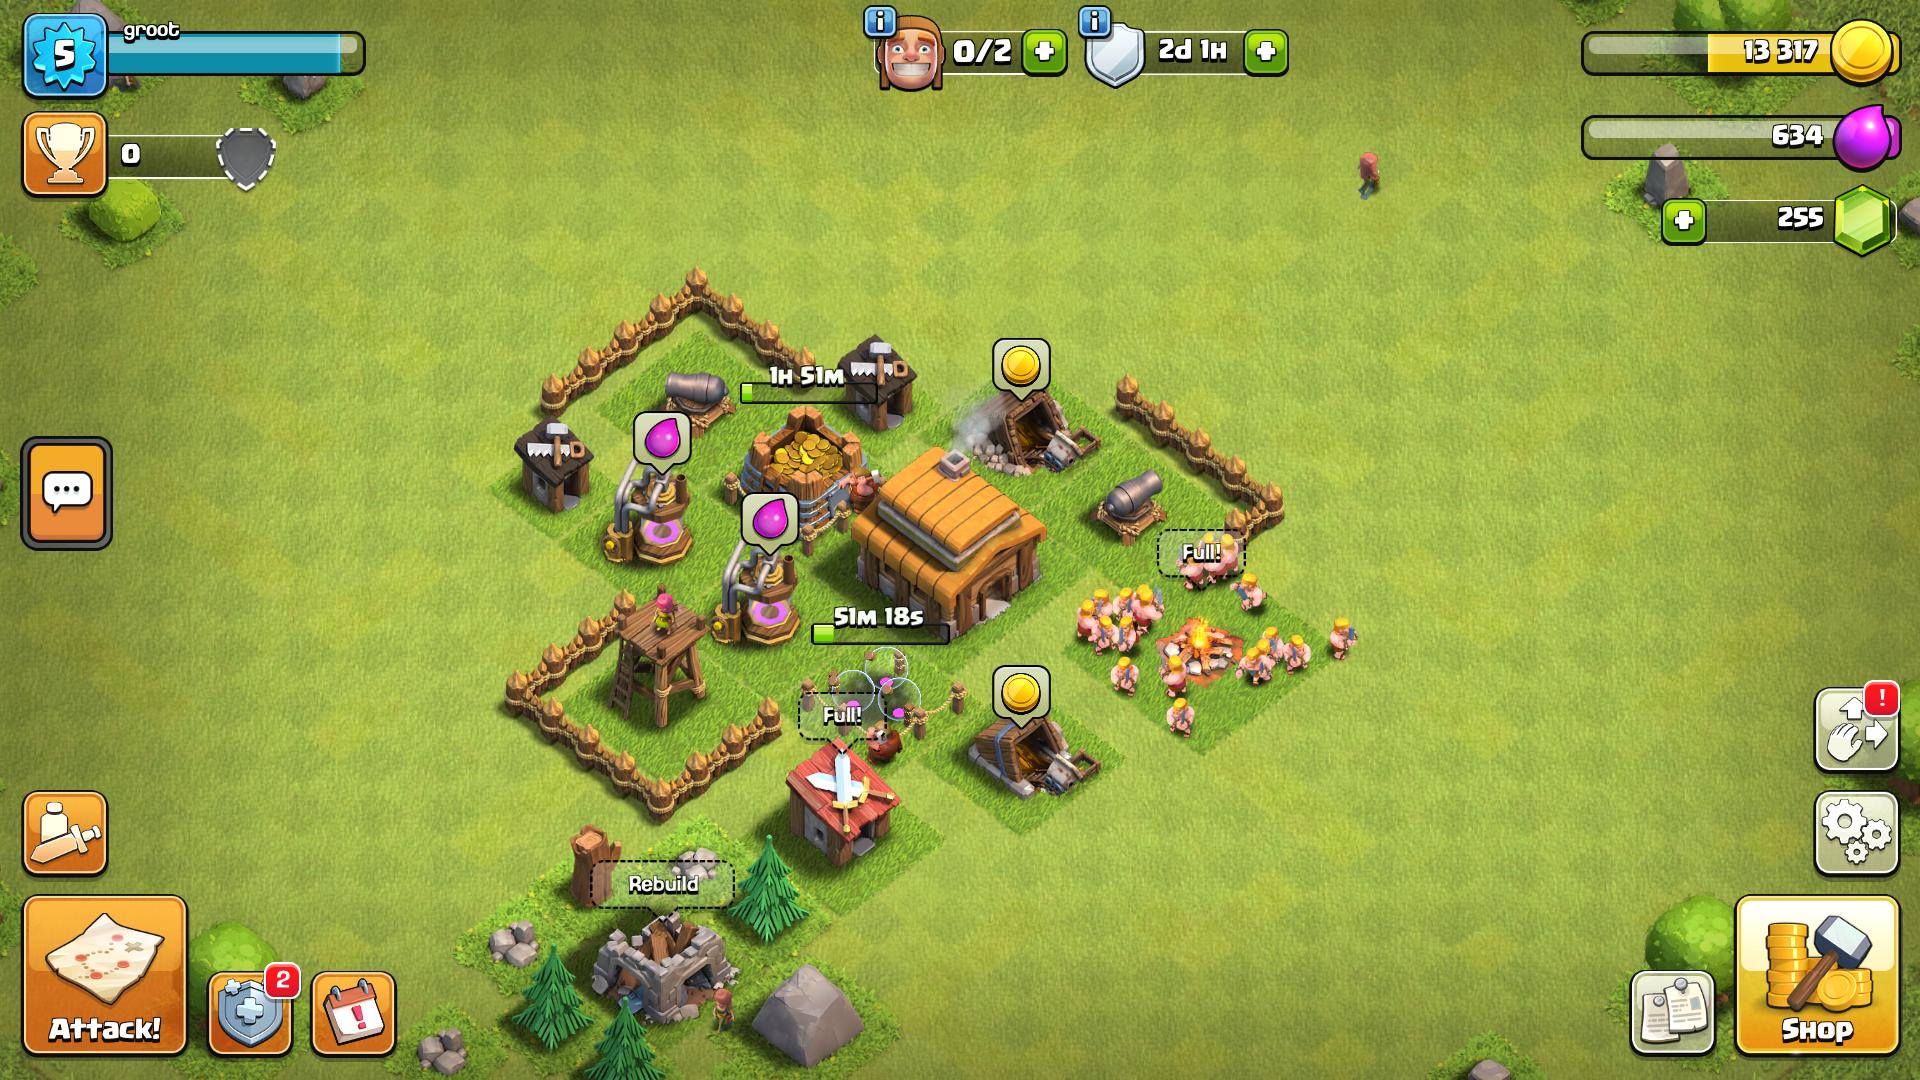 groot
5
0/2
2d 1h
13 317
0
634
255
1h 51m
Full!
51m 18s
Full!
Rebuild
!
Attack!
2
Shop